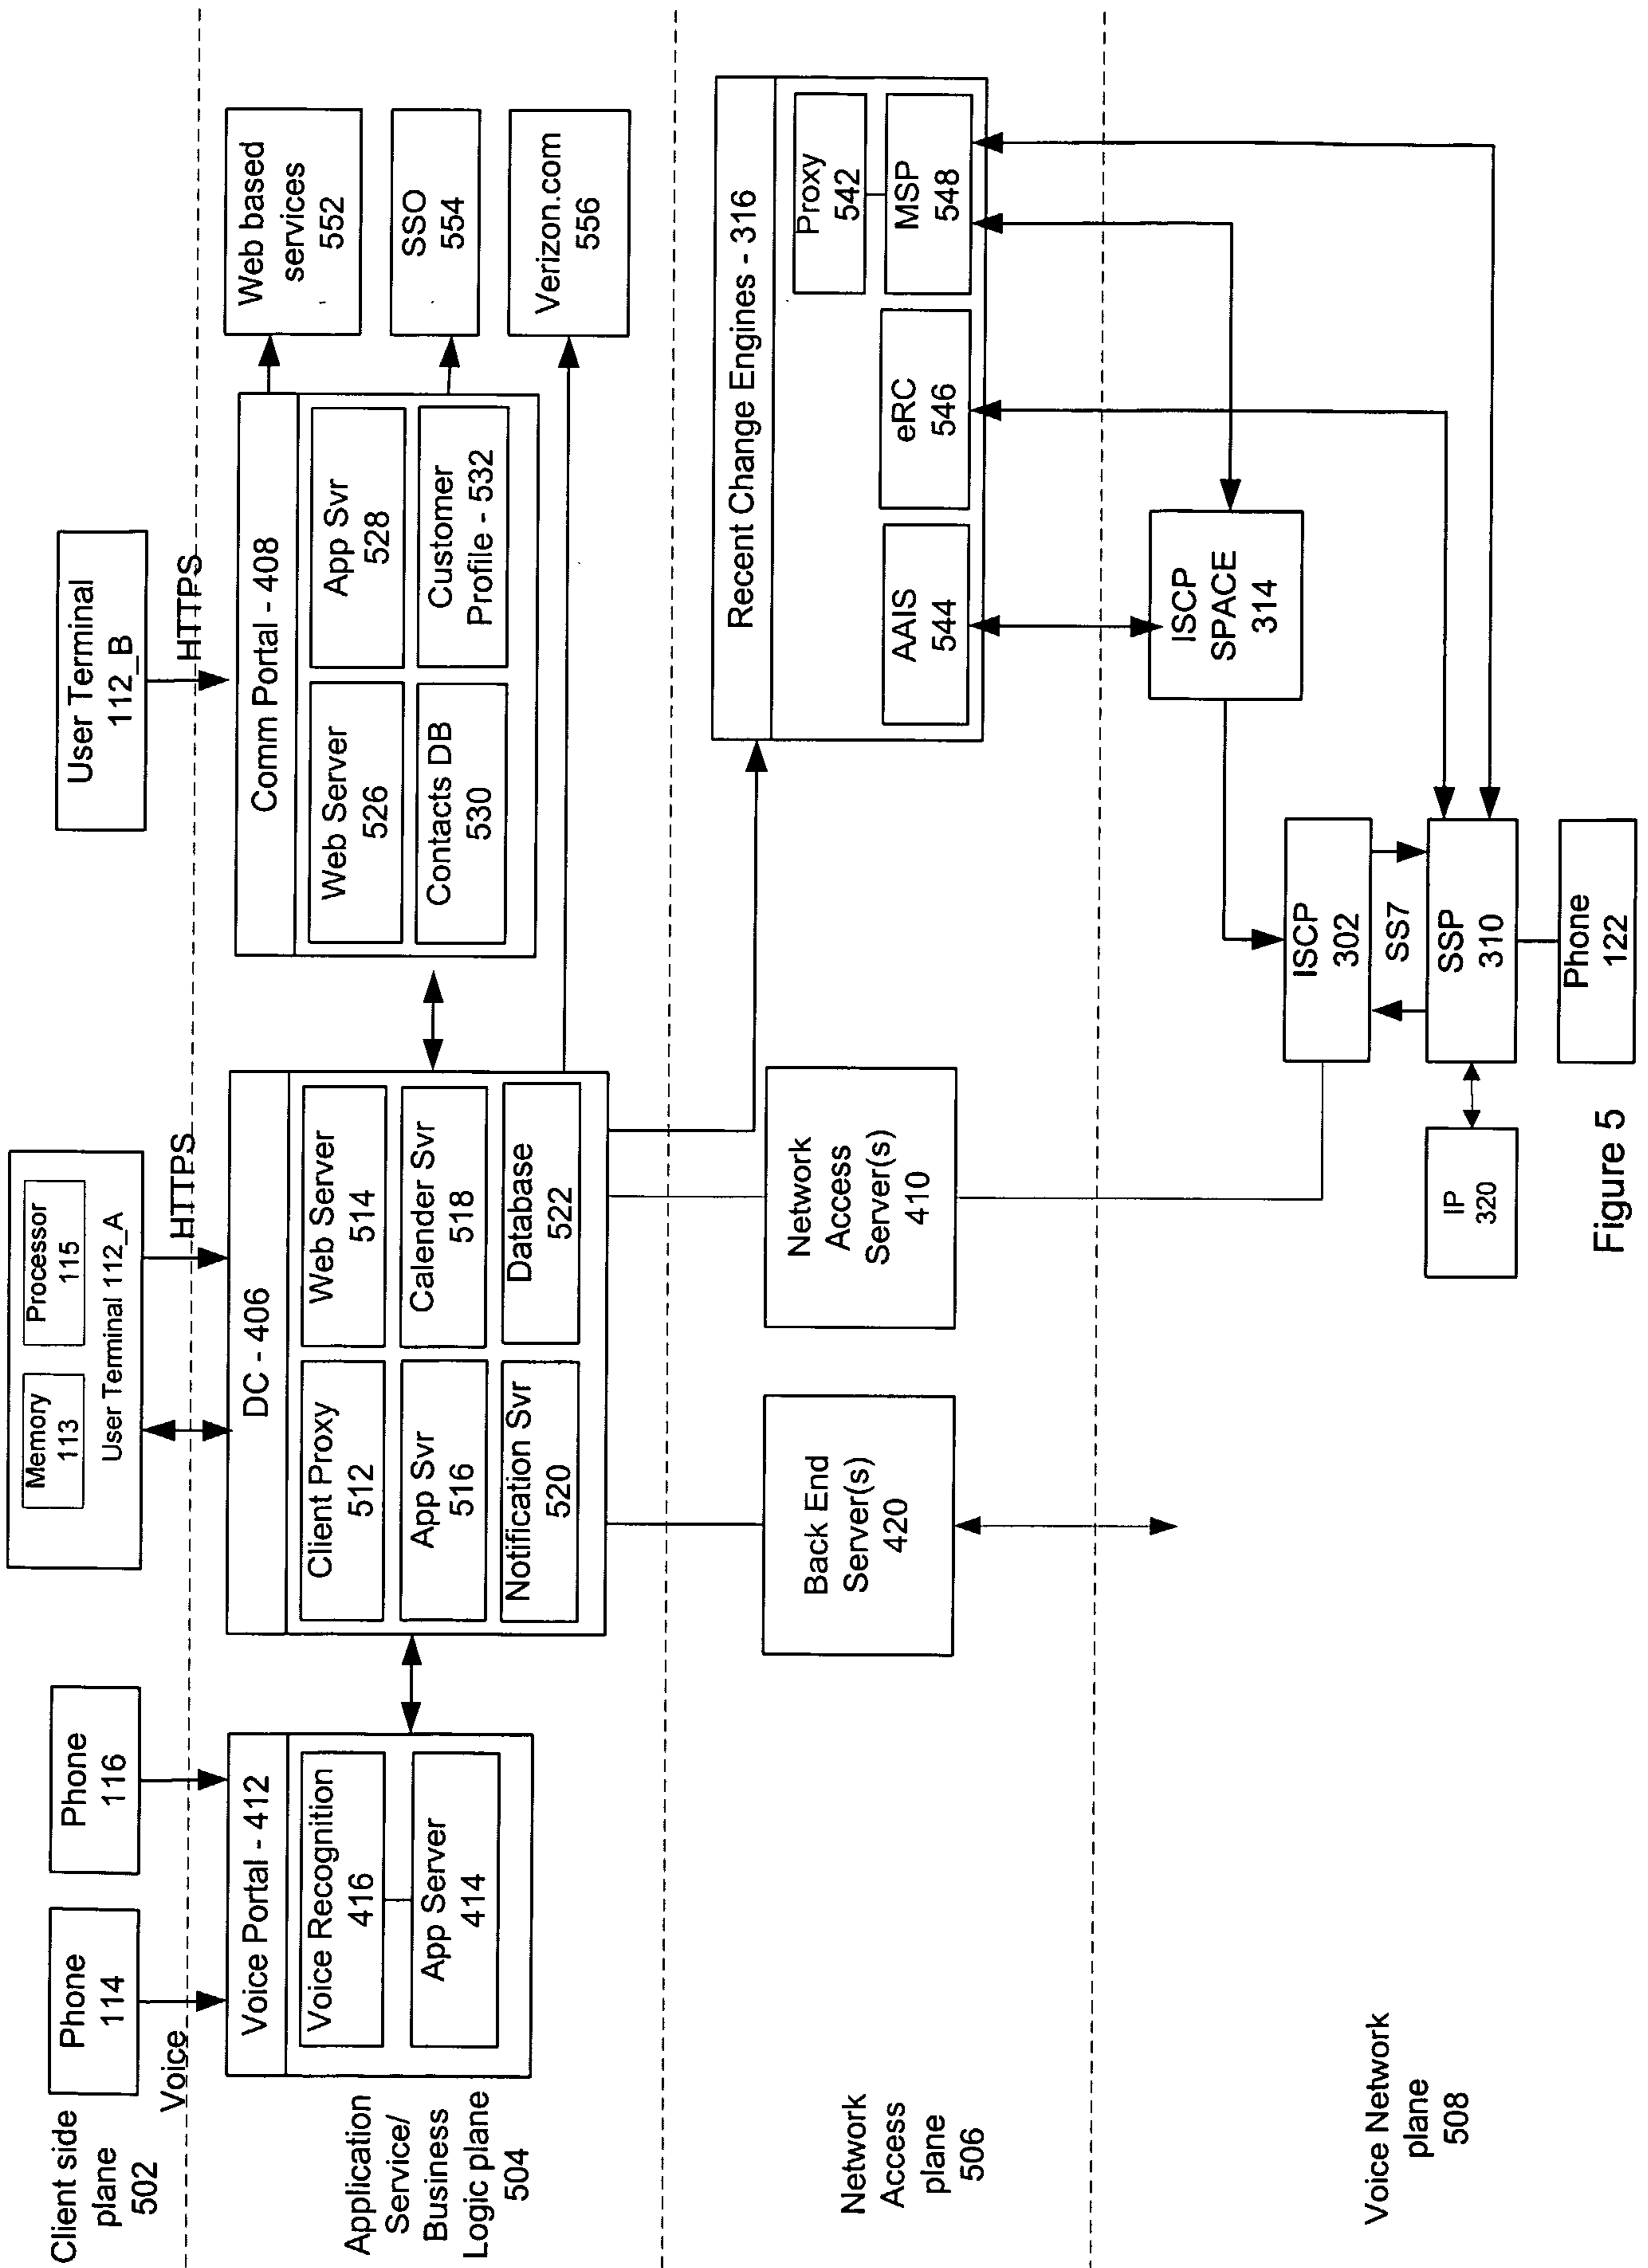 Client side
plane
502
Phone
114
Phone
116
Memory
113
Processor
115
User Terminal 112_A
User Terminal
112_B
Voice
HTTPS
HTTPS
Application
Service/
Business
Logic plane
504
Voice Portal - 412
Voice Recognition
416
App Server
414
DC - 406
Client Proxy
512
Web Server
514
App Svr
516
Calender Svr
518
Notification Svr
520
Database
522
Comm Portal - 408
Web Server
526
App Svr
528
Contacts DB
530
Customer
Profile - 532
Web based
services
552
SSO
554
Verizon.com
556
Network
Access
plane
506
Back End
Server(s)
420
Network
Access
Server(s)
410
Recent Change Engines - 316
Proxy
542
AAIS
544
eRC
546
MSP
548
Voice Network
plane
508
ISCP
SPACE
314
ISCP
302
SS7
IP
320
SSP
310
Phone
122
Figure 5